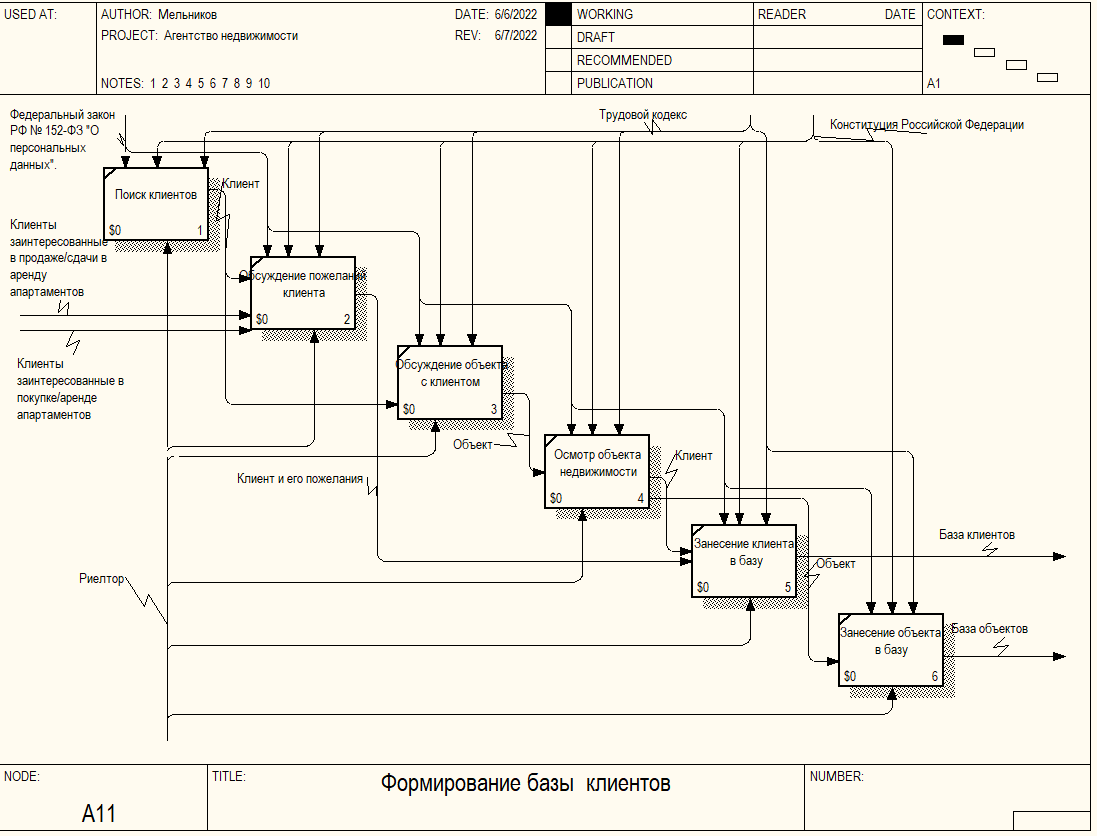 USED AT:
AUTHOR: Мельников
DATE: 6/6/2022
WORKING
READER
DATE
CONTEXT:
PROJECT: Агентство недвижимости
REV: 6/7/2022
DRAFT
RECOMMENDED
NOTES: 1 2 3 4 5 6 7 8 9 10
PUBLICATION
A1
Федеральный закон
РФ № 152-ФЗ "О
персональных
данных".
Трудовой кодекс
Конституция Российской Федерации
Поиск клиентов
$0
1
Клиент
Клиенты
заинтересованные
в продаже/сдачи в
аренду
апартаментов
Обсуждение пожеланий
клиента
$0
2
Клиенты
заинтересованные в
покупке/аренде
апартаментов
Обсуждение объекта
с клиентом
$0
3
Объект
Осмотр объекта
недвижимости
$0
4
Клиент
Клиент и его пожелания
Занесение клиента
в базу
$0
5
База клиентов
Объект
Риелтор
Занесение объекта
в базу
$0
6
База объектов
NODE:
TITLE:
NUMBER:
A11
Формирование базы клиентов